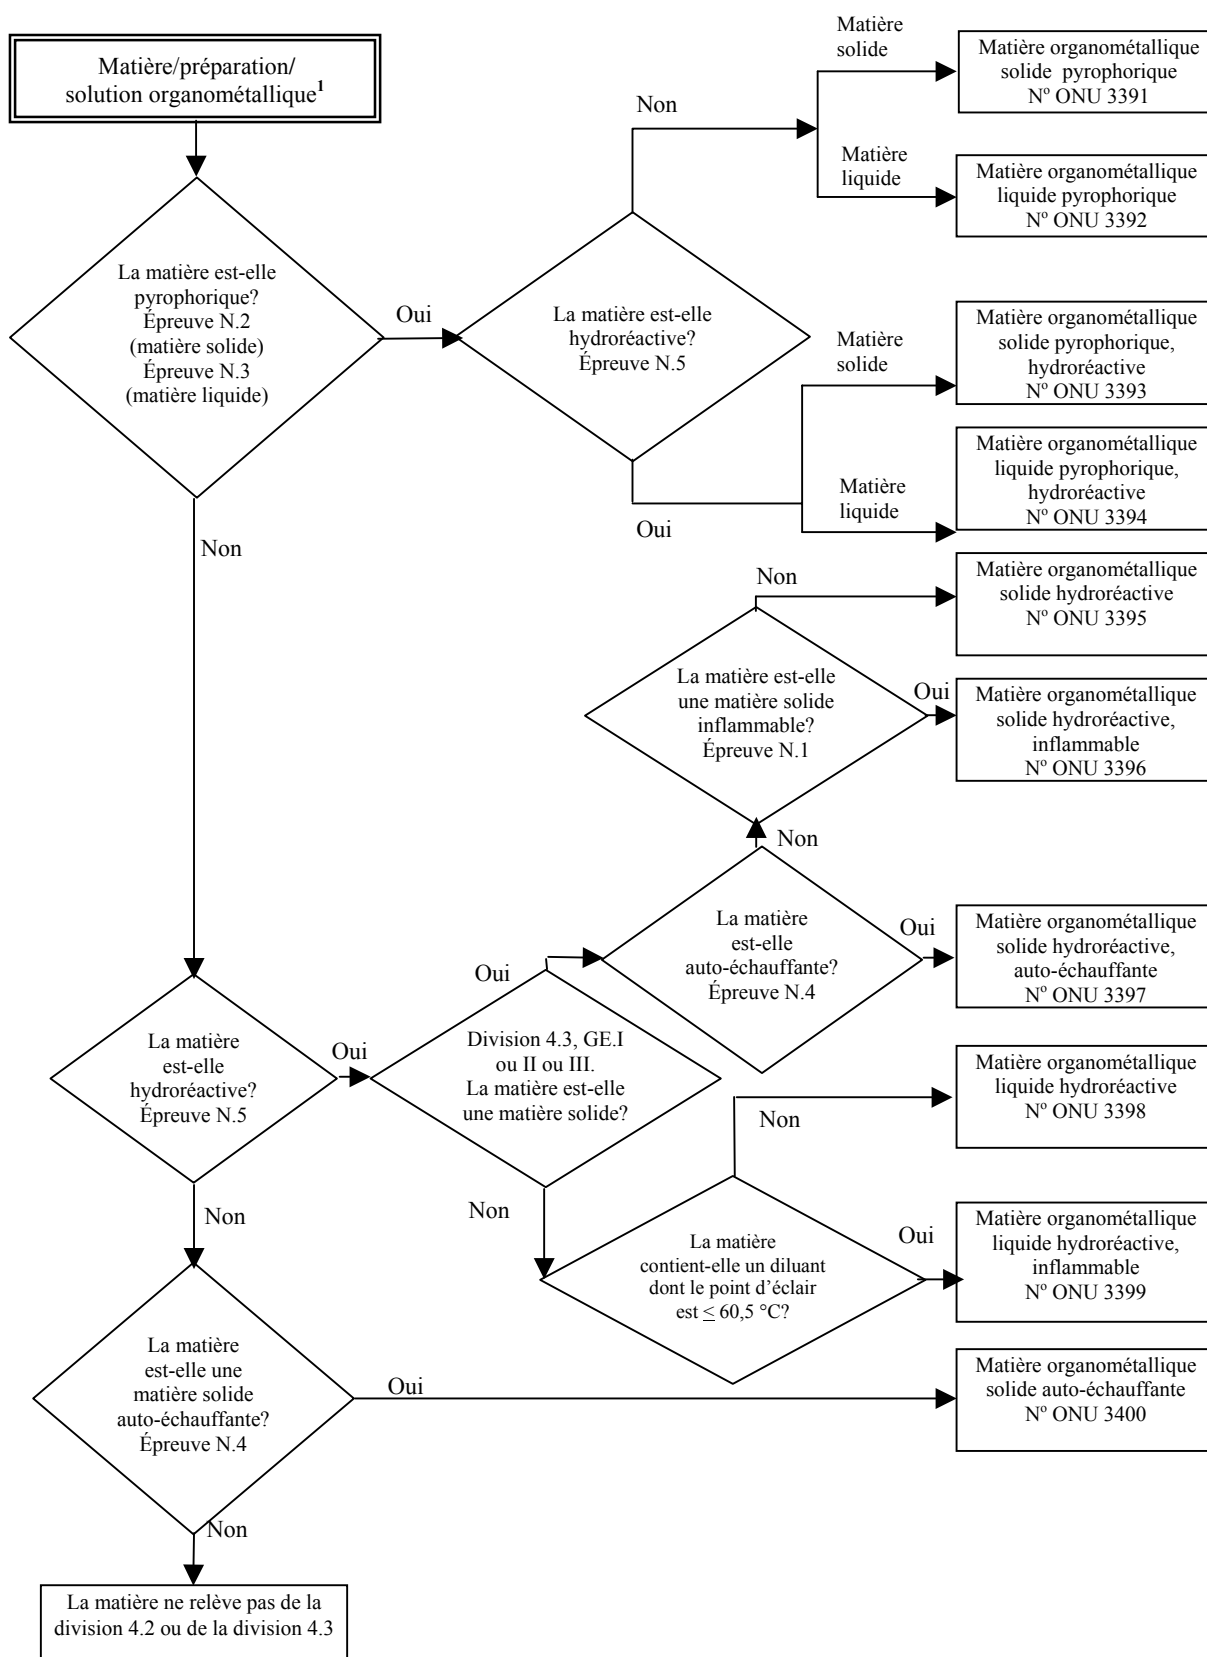 Matière/préparation/
solution organométallique¹
Matière
solide
Matière organométallique
solide pyrophorique
Nº ONU 3391
Non
Matière
liquide
Matière organométallique
liquide pyrophorique
Nº ONU 3392
La matière est-elle
pyrophorique?
Épreuve N.2
(matière solide)
Épreuve N.3
(matière liquide)
Oui
La matière est-elle
hydroréactive?
Épreuve N.5
Matière
solide
Matière organométallique
solide pyrophorique,
hydroréactive
Nº ONU 3393
Oui
Matière
liquide
Matière organométallique
liquide pyrophorique,
hydroréactive
Nº ONU 3394
Non
Non
Matière organométallique
solide hydroréactive
Nº ONU 3395
La matière est-elle
une matière solide
inflammable?
Épreuve N.1
Oui
Matière organométallique
solide hydroréactive,
inflammable
Nº ONU 3396
Non
La matière
est-elle
auto-échauffante?
Épreuve N.4
Oui
Matière organométallique
solide hydroréactive,
auto-échauffante
Nº ONU 3397
La matière
est-elle
hydroréactive?
Épreuve N.5
Oui
Oui
Division 4.3, GE.I
ou II ou III.
La matière est-elle
une matière solide?
Non
Matière organométallique
liquide hydroréactive
Nº ONU 3398
Non
Non
La matière
contient-elle un diluant
dont le point d’éclair
est ≤ 60,5 °C?
Oui
Matière organométallique
liquide hydroréactive,
inflammable
Nº ONU 3399
La matière
est-elle une
matière solide
auto-échauffante?
Épreuve N.4
Oui
Matière organométallique
solide auto-échauffante
Nº ONU 3400
Non
La matière ne relève pas de la
division 4.2 ou de la division 4.3